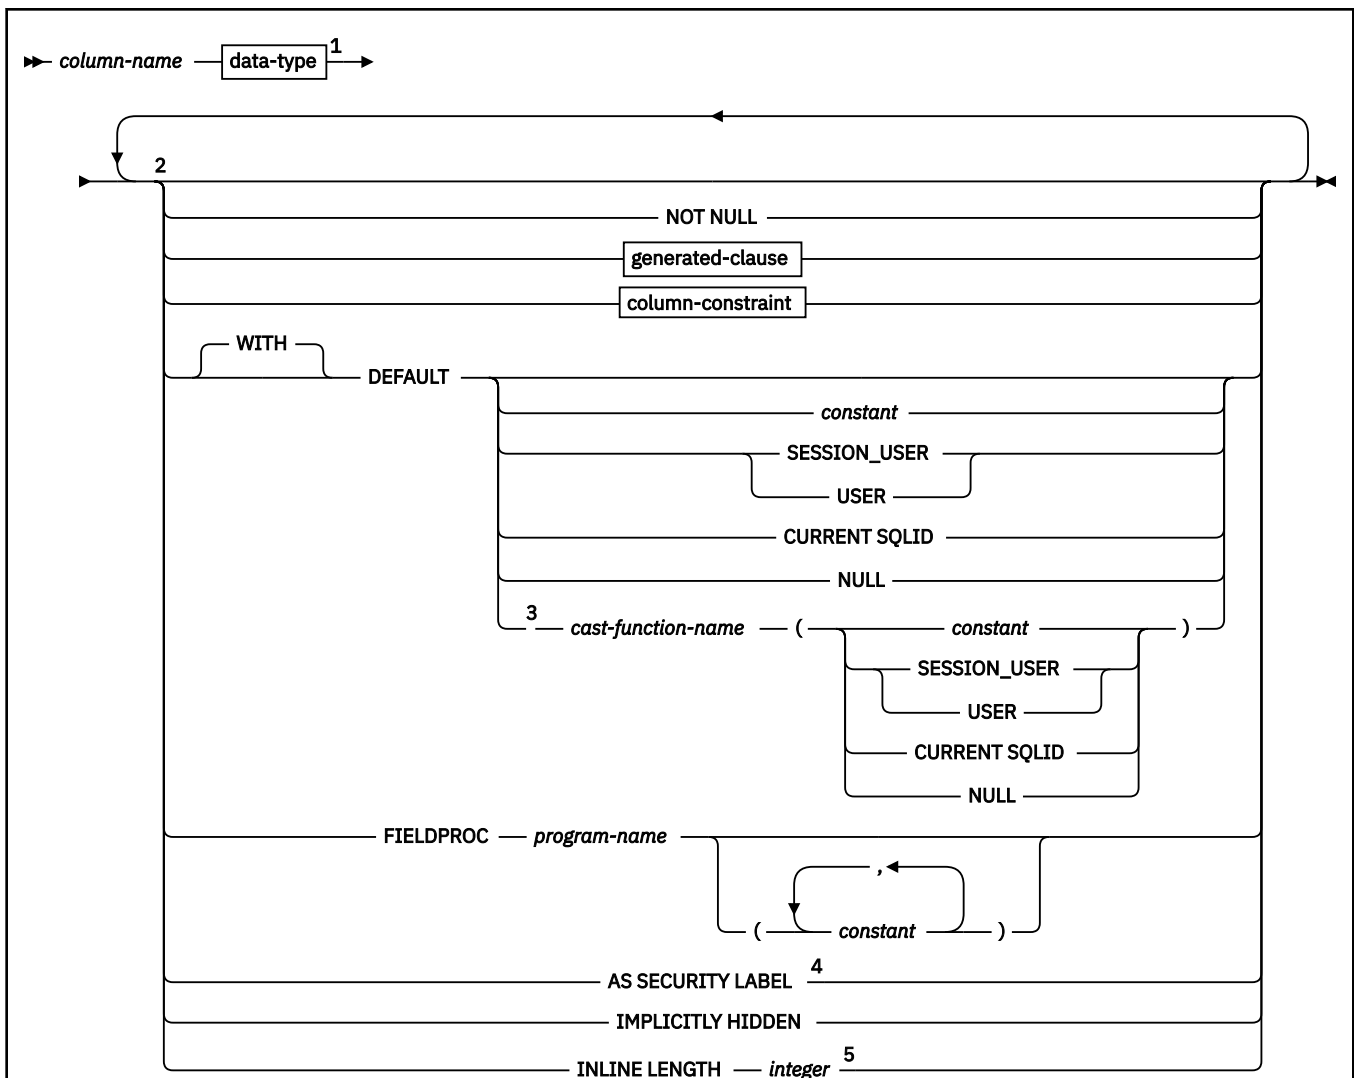 column-name data-type 1
2
NOT NULL
generated-clause
column-constraint
WITH
DEFAULT
constant
SESSION_USER
USER
CURRENT SQLID
NULL
3 cast-function-name ( constant )
SESSION_USER
USER
CURRENT SQLID
NULL
FIELDPROC program-name
,
( constant )
AS SECURITY LABEL 4
IMPLICITLY HIDDEN
INLINE LENGTH integer 5